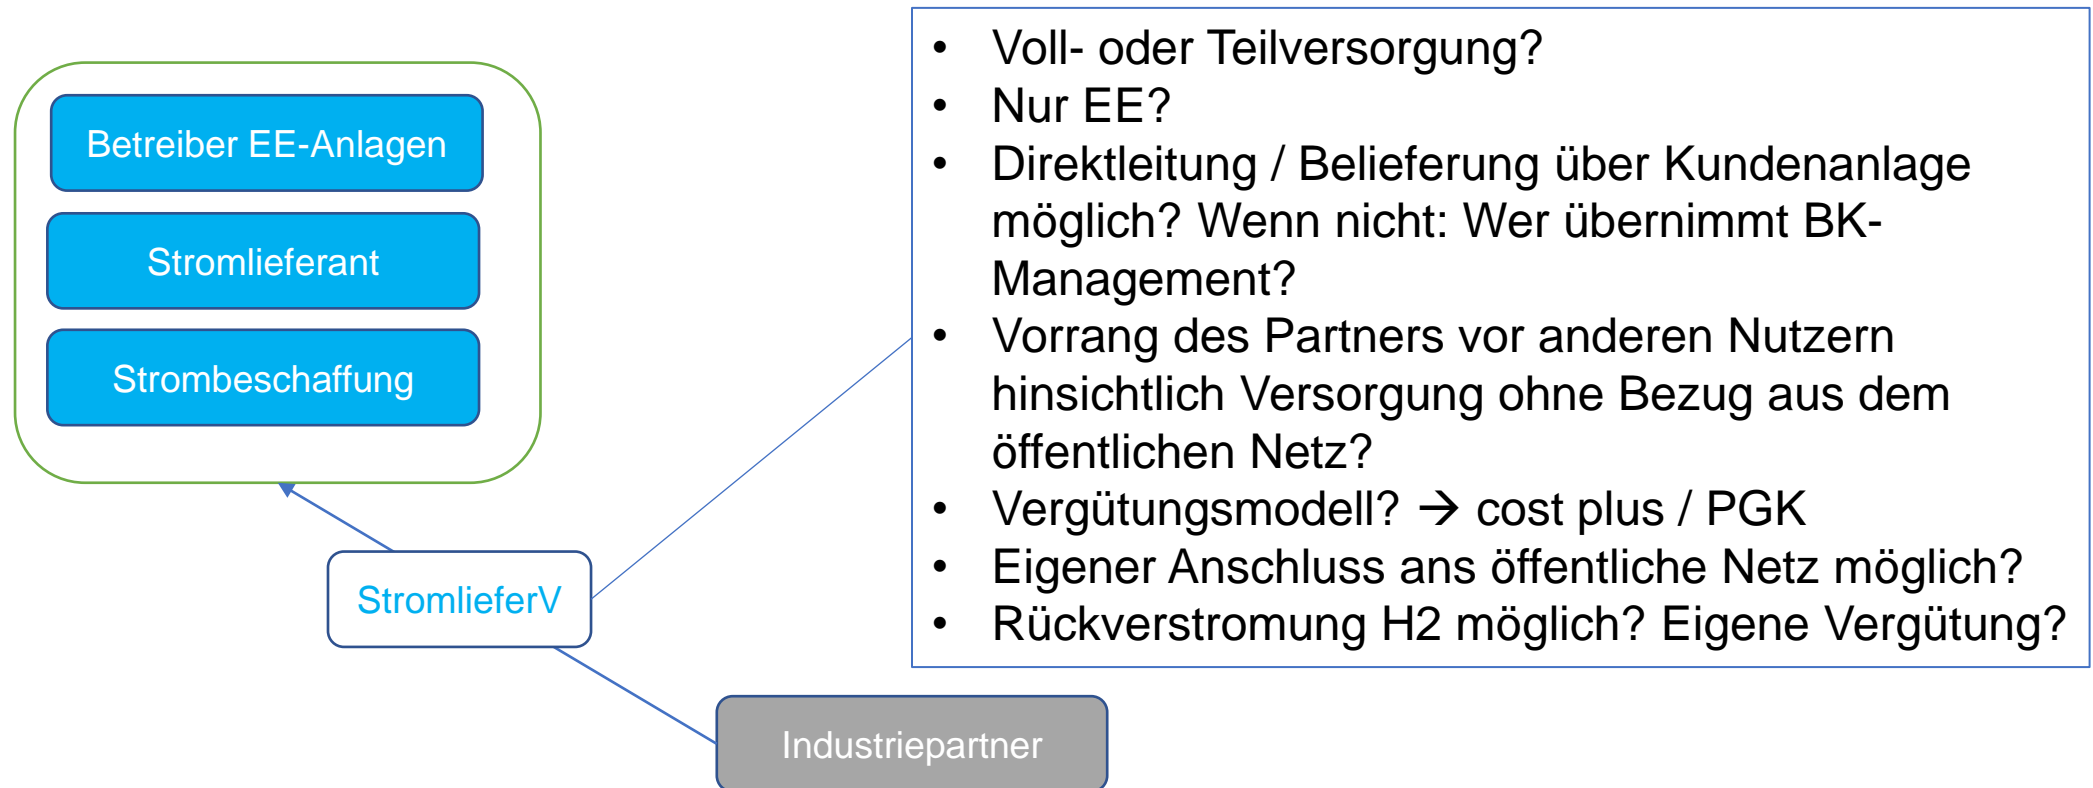 Betreiber EE-Anlagen
Stromlieferant
Strombeschaffung
StromlieferV
Industriepartner
• Voll- oder Teilversorgung?
• Nur EE?
• Direktleitung / Belieferung über Kundenanlage
möglich? Wenn nicht: Wer übernimmt BK-
Management?
• Vorrang des Partners vor anderen Nutzern
hinsichtlich Versorgung ohne Bezug aus dem
öffentlichen Netz?
• Vergütungsmodell? → cost plus / PGK
• Eigener Anschluss ans öffentliche Netz möglich?
• Rückverstromung H2 möglich? Eigene Vergütung?